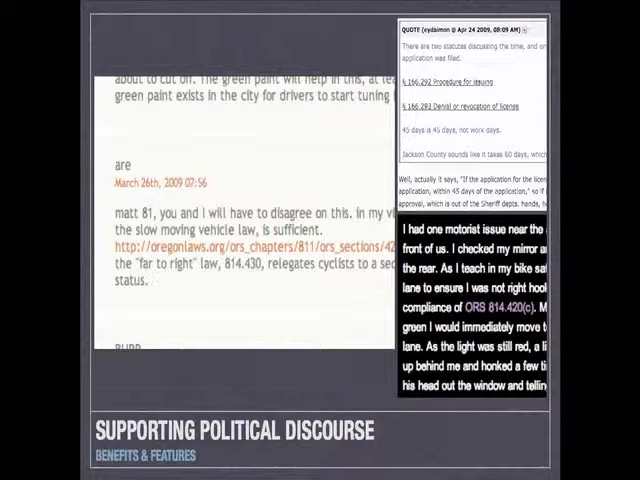 about to cut off. The green paint will help in this, at
green paint exists in the city for drivers to start tuning
are
March 26th, 2009 07:56
matt 81, you and I will have to disagree on this. in my
the slow moving vehicle law, is sufficient.
http://oregonlaws.org/ors_chapters/811/ors_sections/42
the "far to right" law, 814.430, relegates cyclists to a
status.
QUOTE (eydaimon @ Apr 24 2009, 08:09 AM)
There are two statutes discussing the time, and
application was filed.
§ 166.292 Procedure for issuing
§ 166.293 Denial or revocation of license
45 days is 45 days, not work days.
Jackson County sounds like it takes 60 days,
Well, actually it says, "If the application for the
application, within 45 days of the application," so if
approval, which is out of the Sheriff depts. hands,
I had one motorist issue near the
front of us. I checked my mirror
the rear. As I teach in my bike
lane to ensure I was not right
compliance of ORS 814.420(c).
green I would immediately move
lane. As the light was still red, a
up behind me and honked a few
his head out the window and
SUPPORTING POLITICAL DISCOURSE
BENEFITS & FEATURES